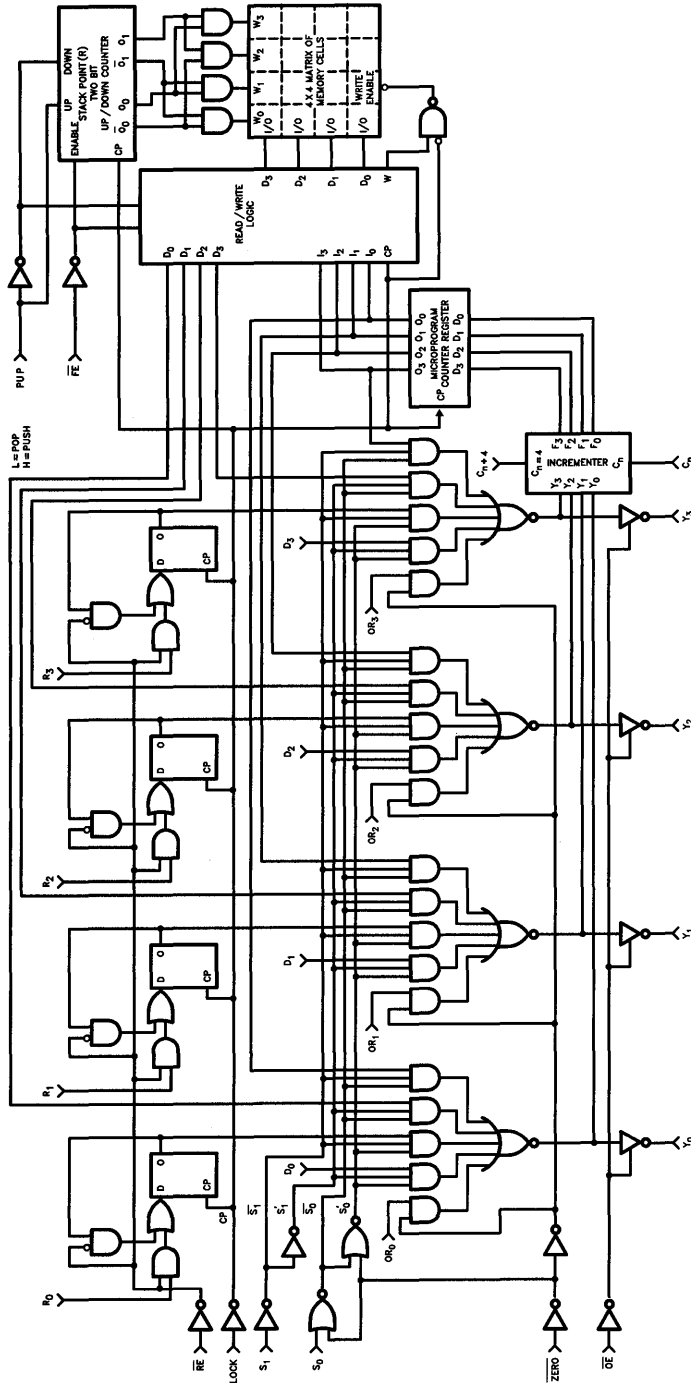 PUP
FE
L = POP
H = PUSH
ENABLE UP DOWN
STACK POINT(R)
TWO BIT
UP / DOWN COUNTER
CP O0 O0 O1 O1
W0 W1 W2 W3
4 X 4 MATRIX OF
MEMORY CELLS
I/O I/O I/O I/O
WRITE
ENABLE
READ / WRITE
LOGIC
D0 D1 D2 D3
D3 D2 D1 D0 W
I3 I2 I1 I0 CP
CP O3 O2 O1 O0
MICROPROGRAM
COUNTER REGISTER
D3 D2 D1 D0
R0 R1 R2 R3
D O CP
D O CP
D O CP
D O CP
CP
RE
LOCK
S1
S0
S1
S'1
S0
S'0
D0 D1 D2 D3
OR0 OR1 OR2 OR3
ZERO
OE
Cn+4
Cn = 4
INCREMENTER
Cn
Y3 Y2 Y1 Y0
F3 F2 F1 F0
Cn
Y0 Y1 Y2 Y3